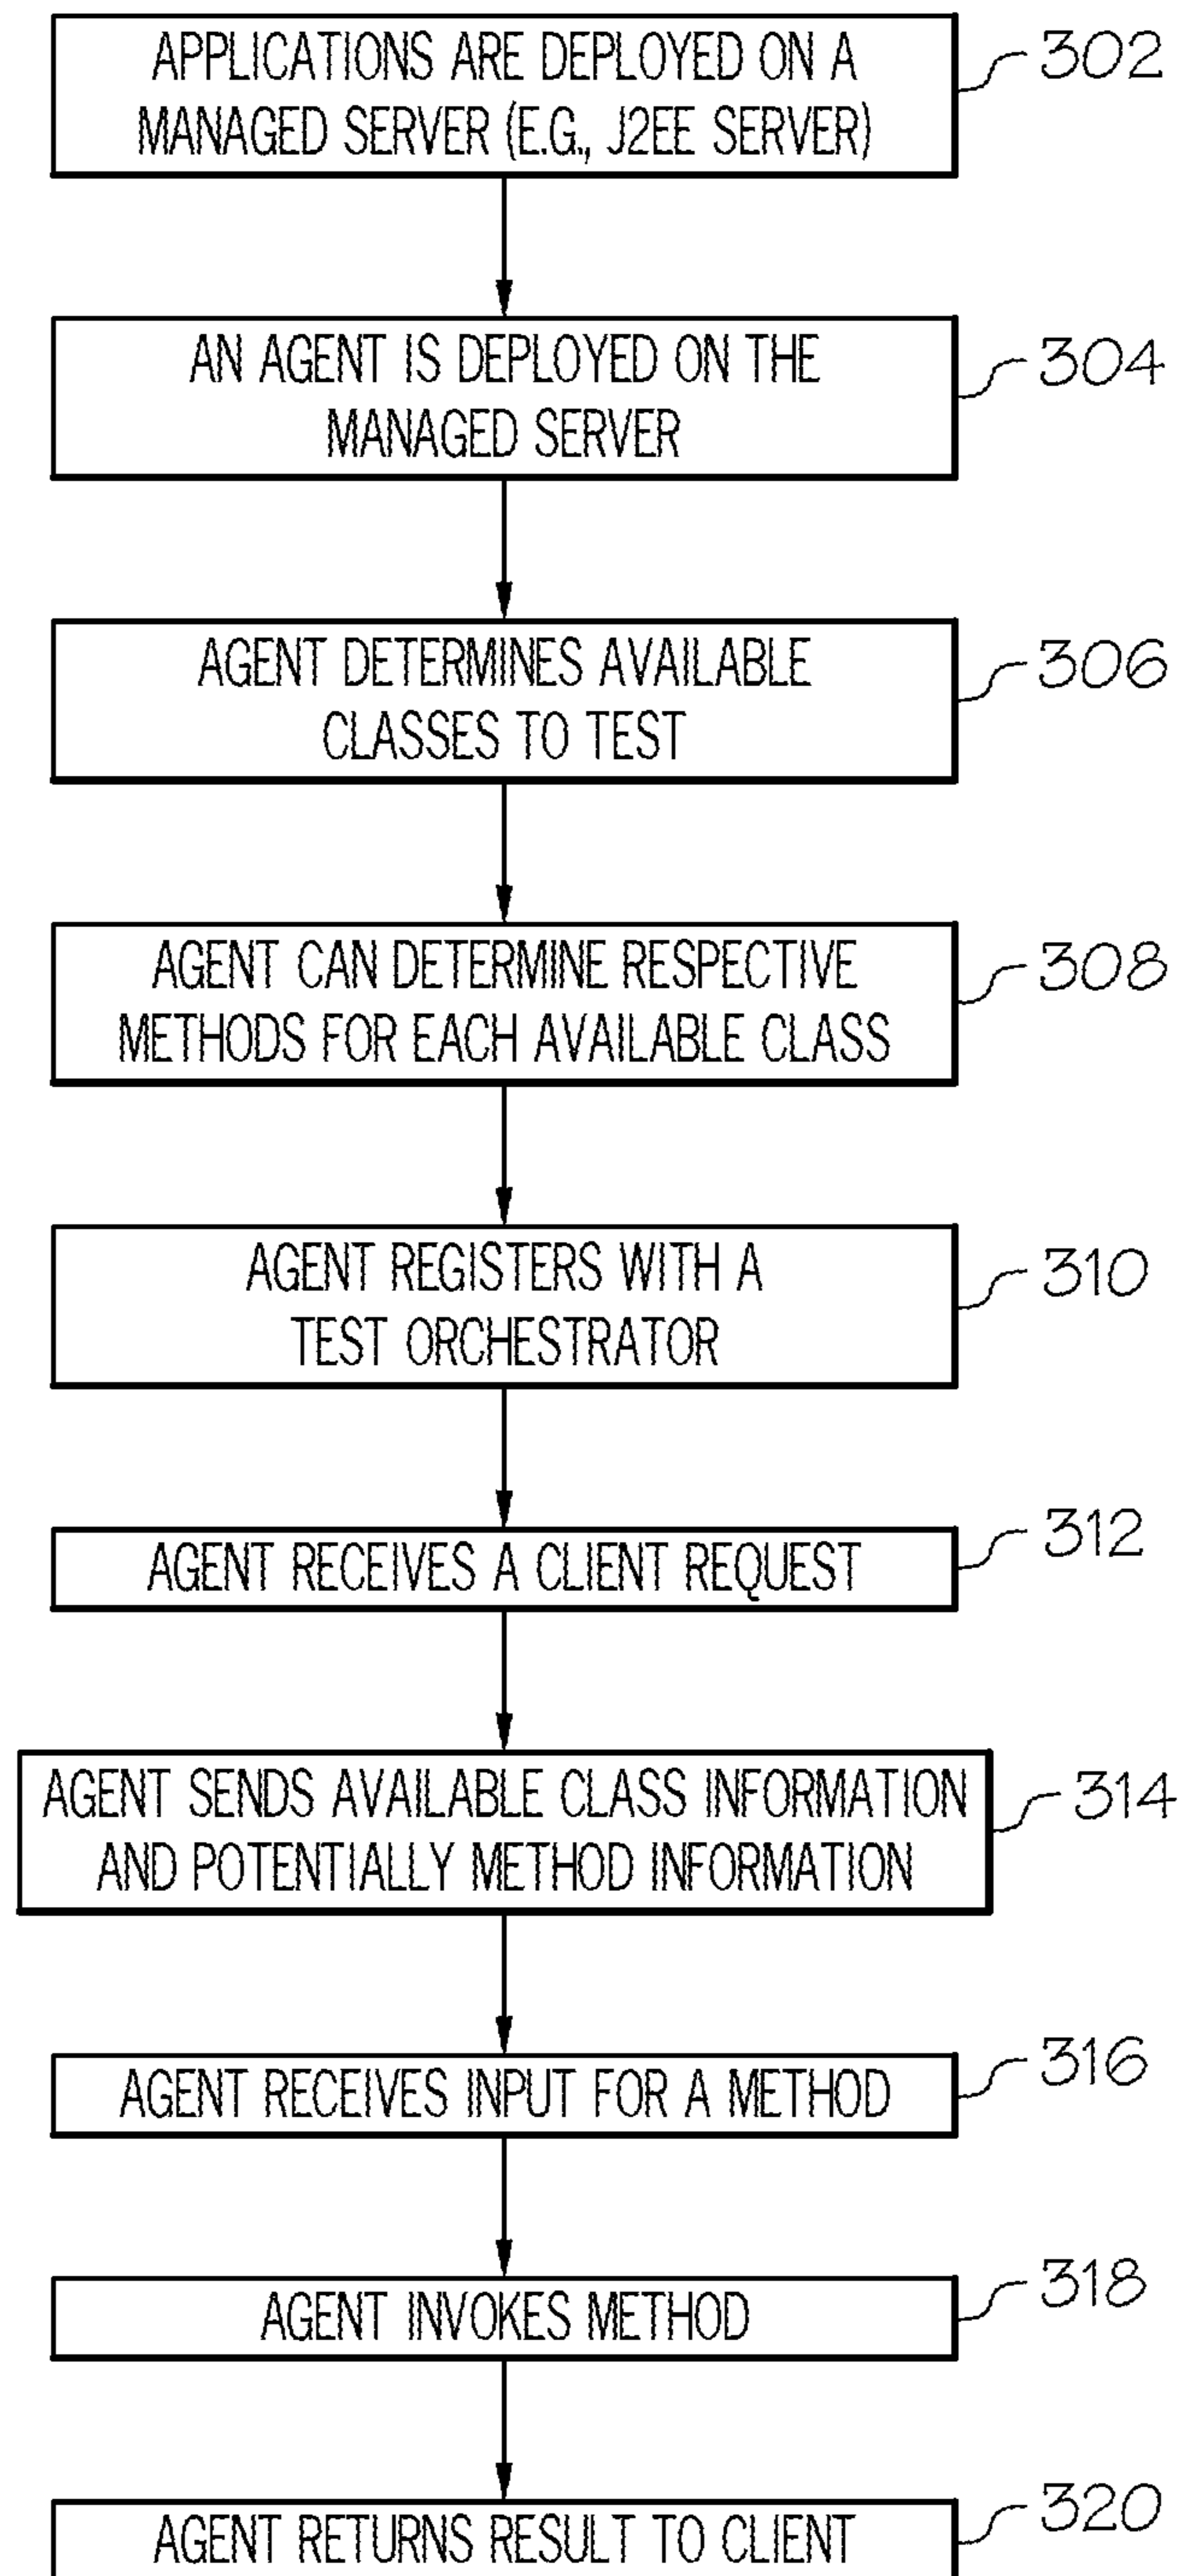 APPLICATIONS ARE DEPLOYED ON A
MANAGED SERVER (E.G., J2EE SERVER)
302
AN AGENT IS DEPLOYED ON THE
MANAGED SERVER
304
AGENT DETERMINES AVAILABLE
CLASSES TO TEST
306
AGENT CAN DETERMINE RESPECTIVE
METHODS FOR EACH AVAILABLE CLASS
308
AGENT REGISTERS WITH A
TEST ORCHESTRATOR
310
AGENT RECEIVES A CLIENT REQUEST
312
AGENT SENDS AVAILABLE CLASS INFORMATION
AND POTENTIALLY METHOD INFORMATION
314
AGENT RECEIVES INPUT FOR A METHOD
316
AGENT INVOKES METHOD
318
AGENT RETURNS RESULT TO CLIENT
320